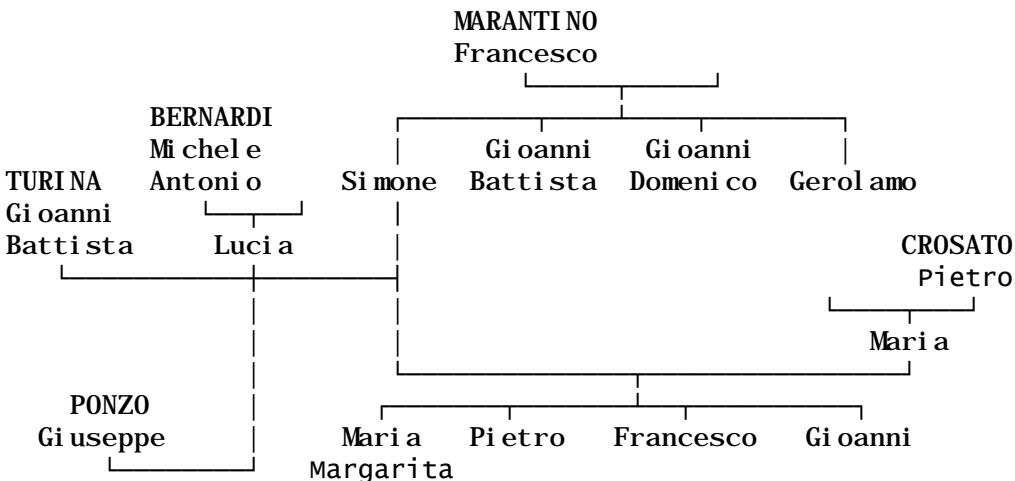 MARANTINO
Francesco
BERNARDI
Michele Gioanni Gioanni
TURINA Antonio Simone Battista Domenico Gerolamo
Gioanni
Battista Lucia CROSATO
Pietro
Maria
PONZO
Giuseppe Maria Pietro Francesco Gioanni
Margarita